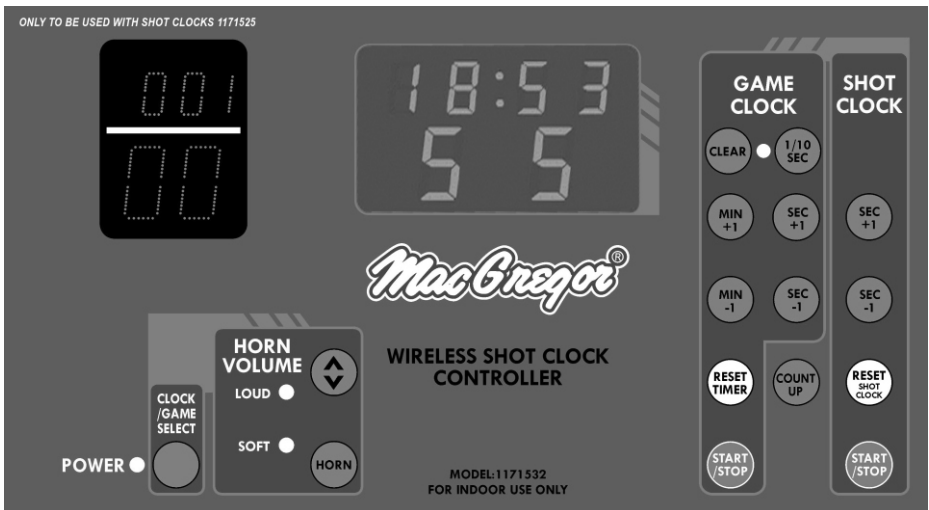 ONLY TO BE USED WITH SHOT CLOCKS 1171525
001
00
18:53
5 5
MacGregor®
WIRELESS SHOT CLOCK
CONTROLLER
MODEL:1171532
FOR INDOOR USE ONLY
POWER
CLOCK
/GAME
SELECT
HORN
VOLUME
LOUD
SOFT
HORN
GAME
CLOCK
CLEAR
1/10
SEC
MIN
+1
SEC
+1
MIN
-1
SEC
-1
RESET
TIMER
COUNT
UP
START
/STOP
SHOT
CLOCK
SEC
+1
SEC
-1
RESET
SHOT
CLOCK
START
/STOP